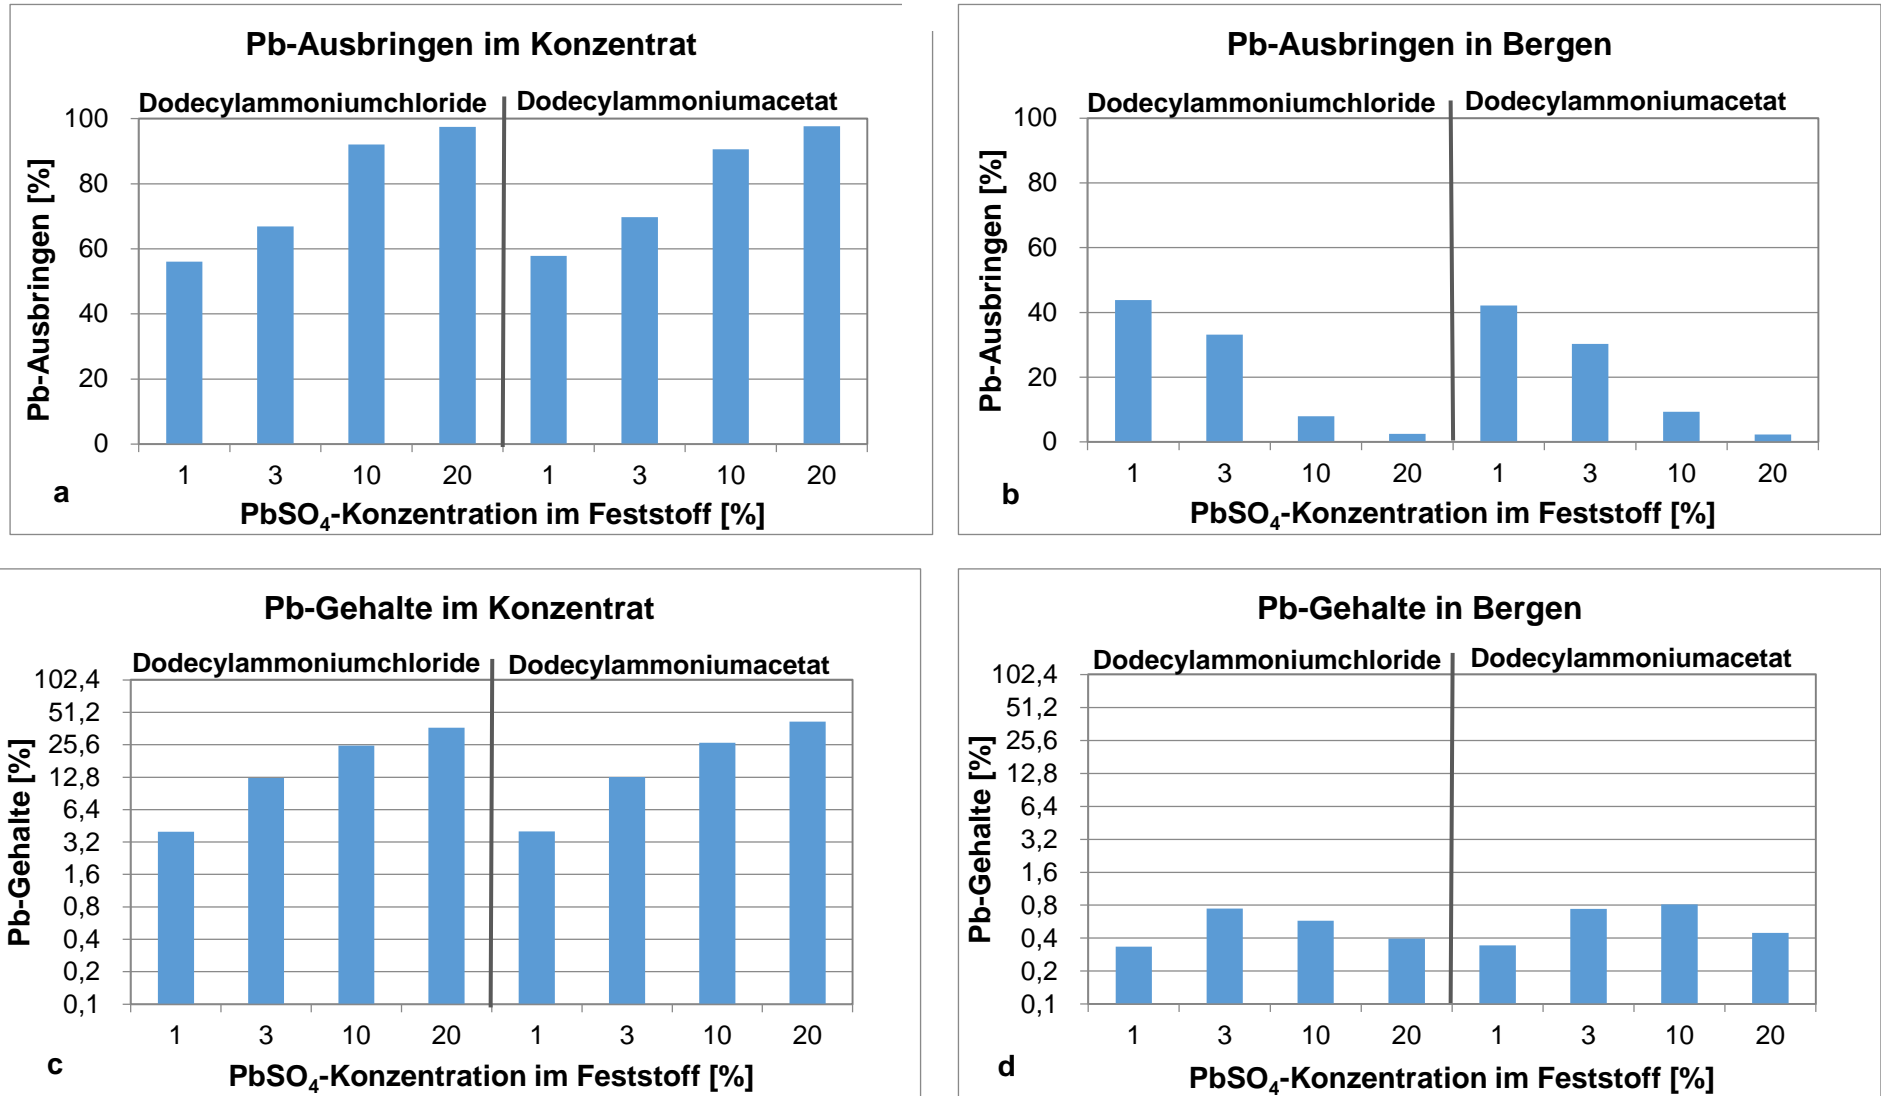 Pb-Ausbringen im Konzentrat
Dodecylammoniumchloride Dodecylammoniumacetat
Pb-Ausbringen [%]
100
80
60
40
20
0
1 3 10 20 1 3 10 20
a
PbSO₄-Konzentration im Feststoff [%]
Pb-Ausbringen in Bergen
Dodecylammoniumchloride Dodecylammoniumacetat
Pb-Ausbringen [%]
100
80
60
40
20
0
1 3 10 20 1 3 10 20
b
PbSO₄-Konzentration im Feststoff [%]
Pb-Gehalte im Konzentrat
Dodecylammoniumchloride Dodecylammoniumacetat
Pb-Gehalte [%]
102,4
51,2
25,6
12,8
6,4
3,2
1,6
0,8
0,4
0,2
0,1
1 3 10 20 1 3 10 20
c
PbSO₄-Konzentration im Feststoff [%]
Pb-Gehalte in Bergen
Dodecylammoniumchloride Dodecylammoniumacetat
Pb-Gehalte [%]
102,4
51,2
25,6
12,8
6,4
3,2
1,6
0,8
0,4
0,2
0,1
1 3 10 20 1 3 10 20
d
PbSO₄-Konzentration im Feststoff [%]